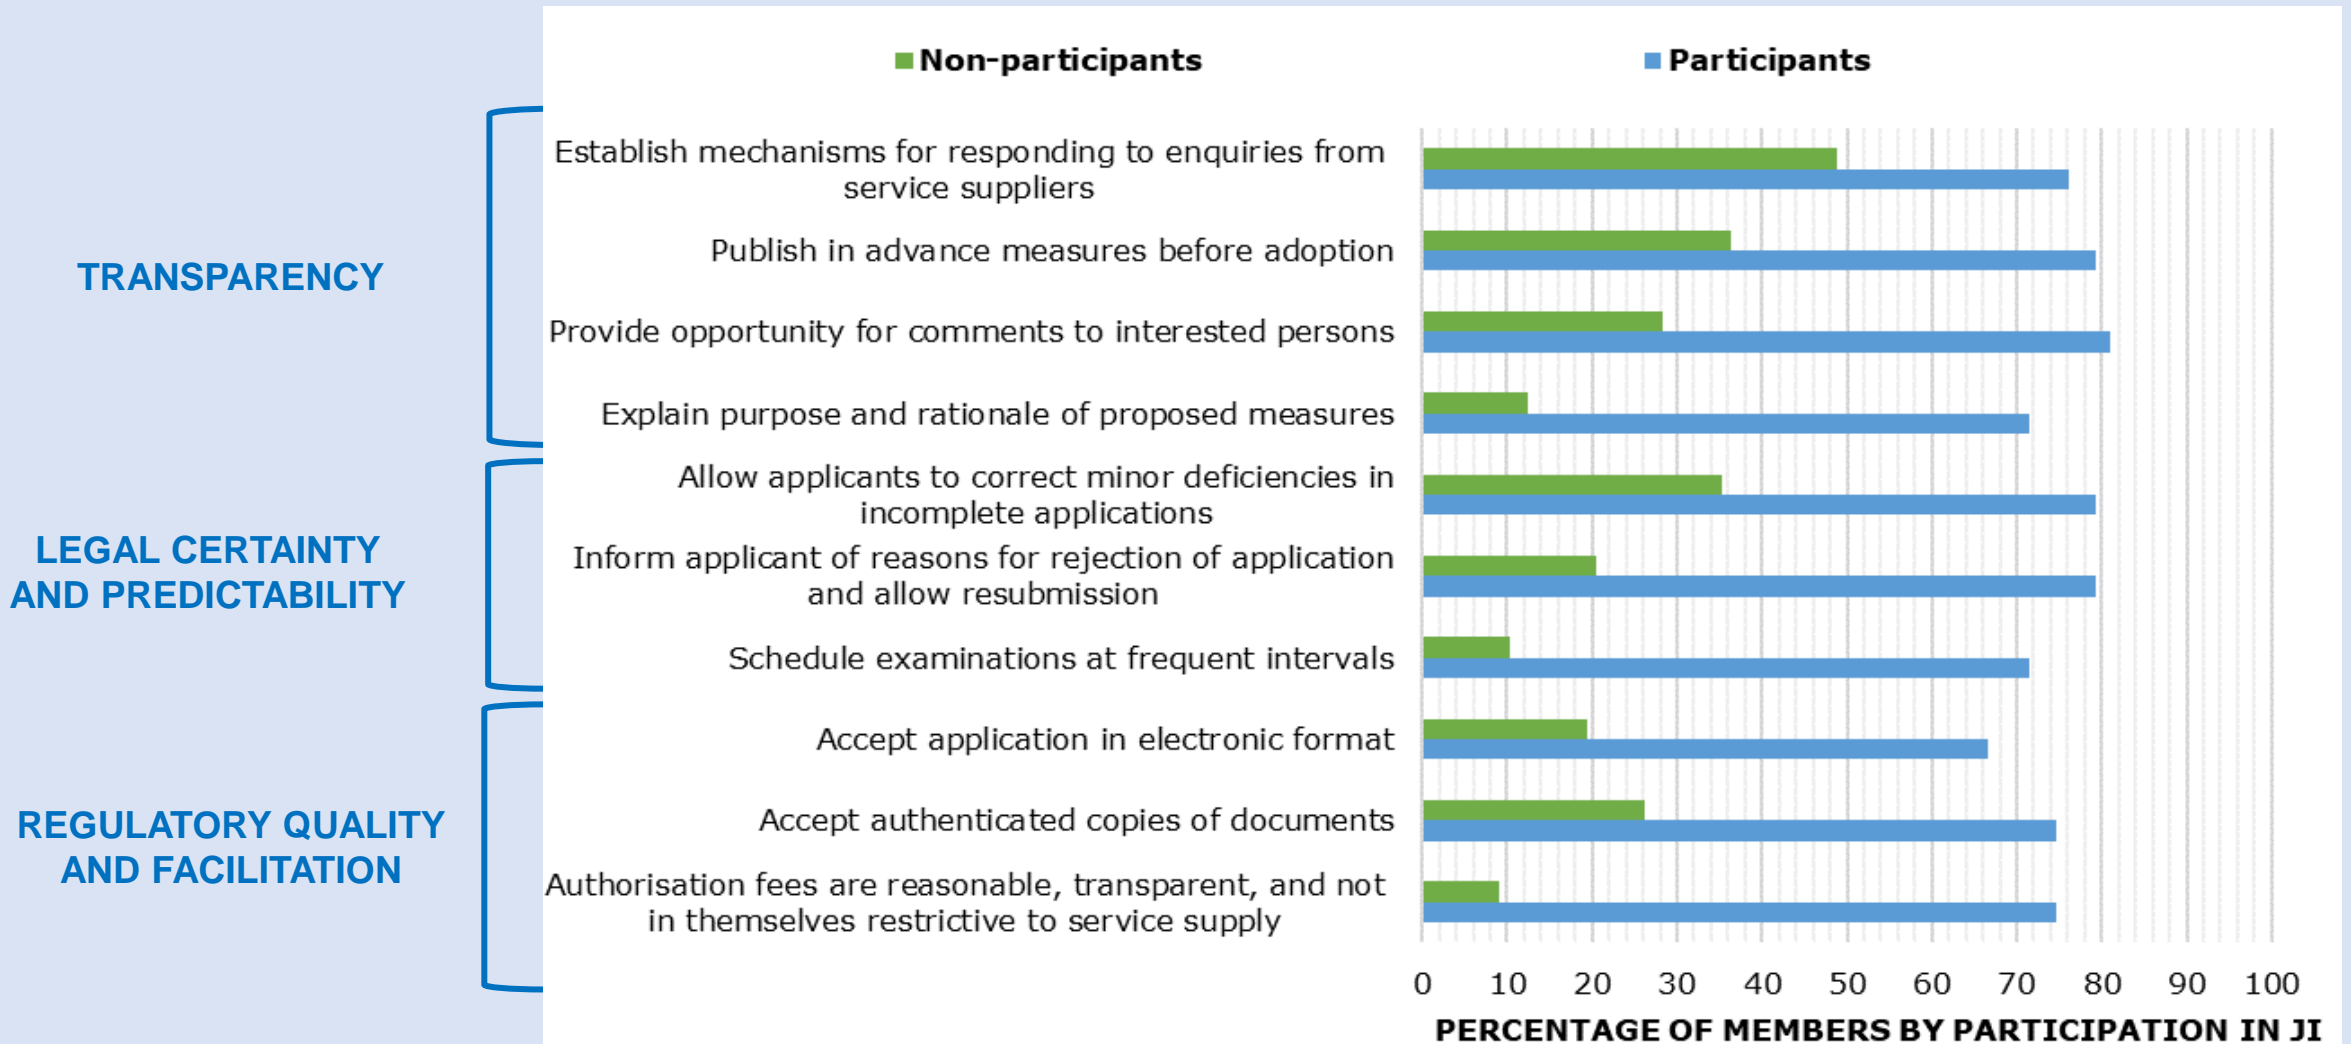 Non-participants
Participants
TRANSPARENCY
Establish mechanisms for responding to enquiries from
service suppliers
Publish in advance measures before adoption
Provide opportunity for comments to interested persons
Explain purpose and rationale of proposed measures
LEGAL CERTAINTY
AND PREDICTABILITY
Allow applicants to correct minor deficiencies in
incomplete applications
Inform applicant of reasons for rejection of application
and allow resubmission
Schedule examinations at frequent intervals
REGULATORY QUALITY
AND FACILITATION
Accept application in electronic format
Accept authenticated copies of documents
Authorisation fees are reasonable, transparent, and not
in themselves restrictive to service supply
0 10 20 30 40 50 60 70 80 90 100
PERCENTAGE OF MEMBERS BY PARTICIPATION IN JI